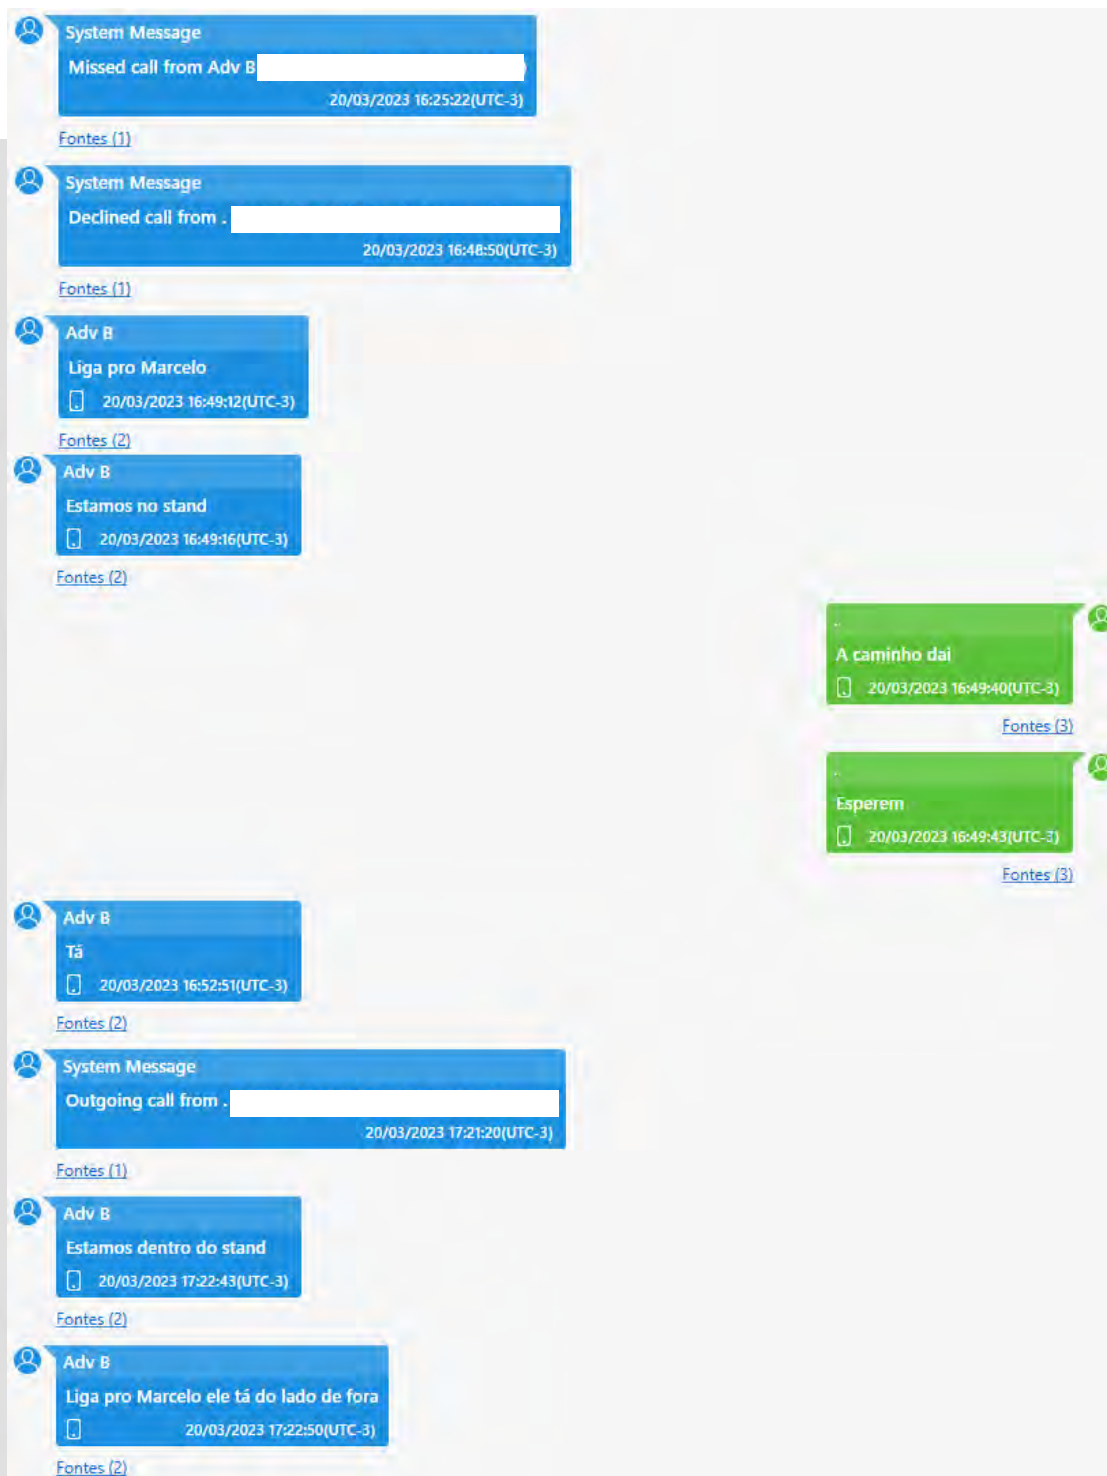 System Message
Missed call from Adv B
20/03/2023 16:25:22(UTC-3)
Fontes (1)
System Message
Declined call from .
20/03/2023 16:48:50(UTC-3)
Fontes (1)
Adv B
Liga pro Marcelo
20/03/2023 16:49:12(UTC-3)
Fontes (2)
Adv B
Estamos no stand
20/03/2023 16:49:16(UTC-3)
Fontes (2)
.
A caminho dai
20/03/2023 16:49:40(UTC-3)
Fontes (3)
.
Esperem
20/03/2023 16:49:43(UTC-3)
Fontes (3)
Adv B
Tá
20/03/2023 16:52:51(UTC-3)
Fontes (2)
System Message
Outgoing call from .
20/03/2023 17:21:20(UTC-3)
Fontes (1)
Adv B
Estamos dentro do stand
20/03/2023 17:22:43(UTC-3)
Fontes (2)
Adv B
Liga pro Marcelo ele tá do lado de fora
20/03/2023 17:22:50(UTC-3)
Fontes (2)